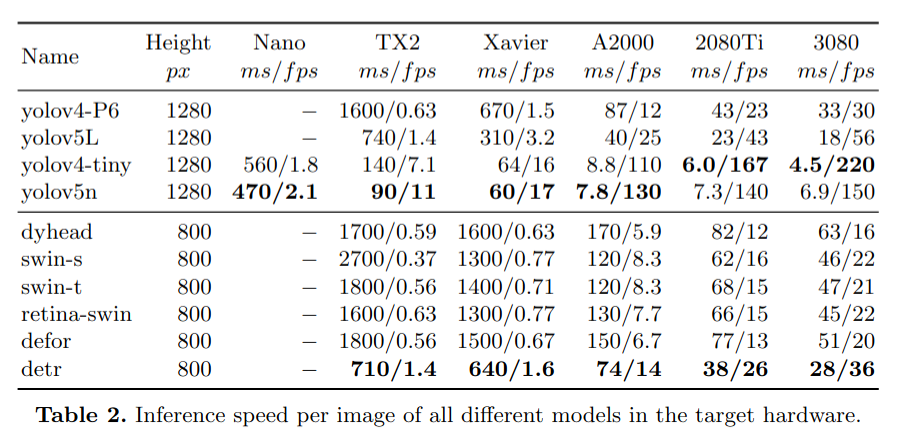 Name Height Nano TX2 Xavier A2000 2080Ti 3080
px ms/fps ms/fps ms/fps ms/fps ms/fps ms/fps
yolov4-P6 1280 – 1600/0.63 670/1.5 87/12 43/23 33/30
yolov5L 1280 – 740/1.4 310/3.2 40/25 23/43 18/56
yolov4-tiny 1280 560/1.8 140/7.1 64/16 8.8/110 6.0/167 4.5/220
yolov5n 1280 470/2.1 90/11 60/17 7.8/130 7.3/140 6.9/150
dyhead 800 – 1700/0.59 1600/0.63 170/5.9 82/12 63/16
swin-s 800 – 2700/0.37 1300/0.77 120/8.3 62/16 46/22
swin-t 800 – 1800/0.56 1400/0.71 120/8.3 68/15 47/21
retina-swin 800 – 1600/0.63 1300/0.77 130/7.7 66/15 45/22
defor 800 – 1800/0.56 1500/0.67 150/6.7 77/13 51/20
detr 800 – 710/1.4 640/1.6 74/14 38/26 28/36
Table 2. Inference speed per image of all different models in the target hardware.